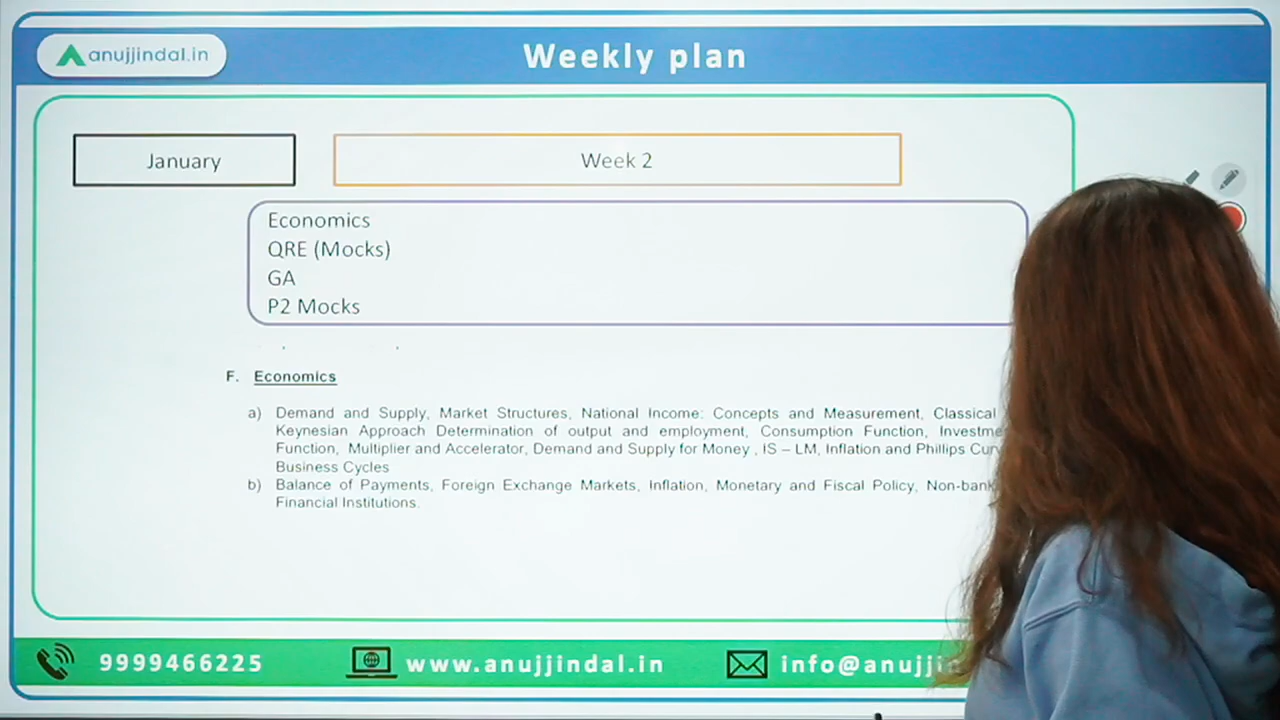 anujjindal.in
Weekly plan
January
Week 2
Economics
QRE (Mocks)
GA
P2 Mocks
F. Economics
a) Demand and Supply, Market Structures, National Income: Concepts and Measurement, Classical
Keynesian Approach Determination of output and employment, Consumption Function,
Function, Multiplier and Accelerator, Demand and Supply for Money , IS – LM, Inflation and Phillips
Business Cycles
b) Balance of Payments, Foreign Exchange Markets, Inflation, Monetary and Fiscal Policy,
Financial Institutions.
9999466225
www.anujjindal.in